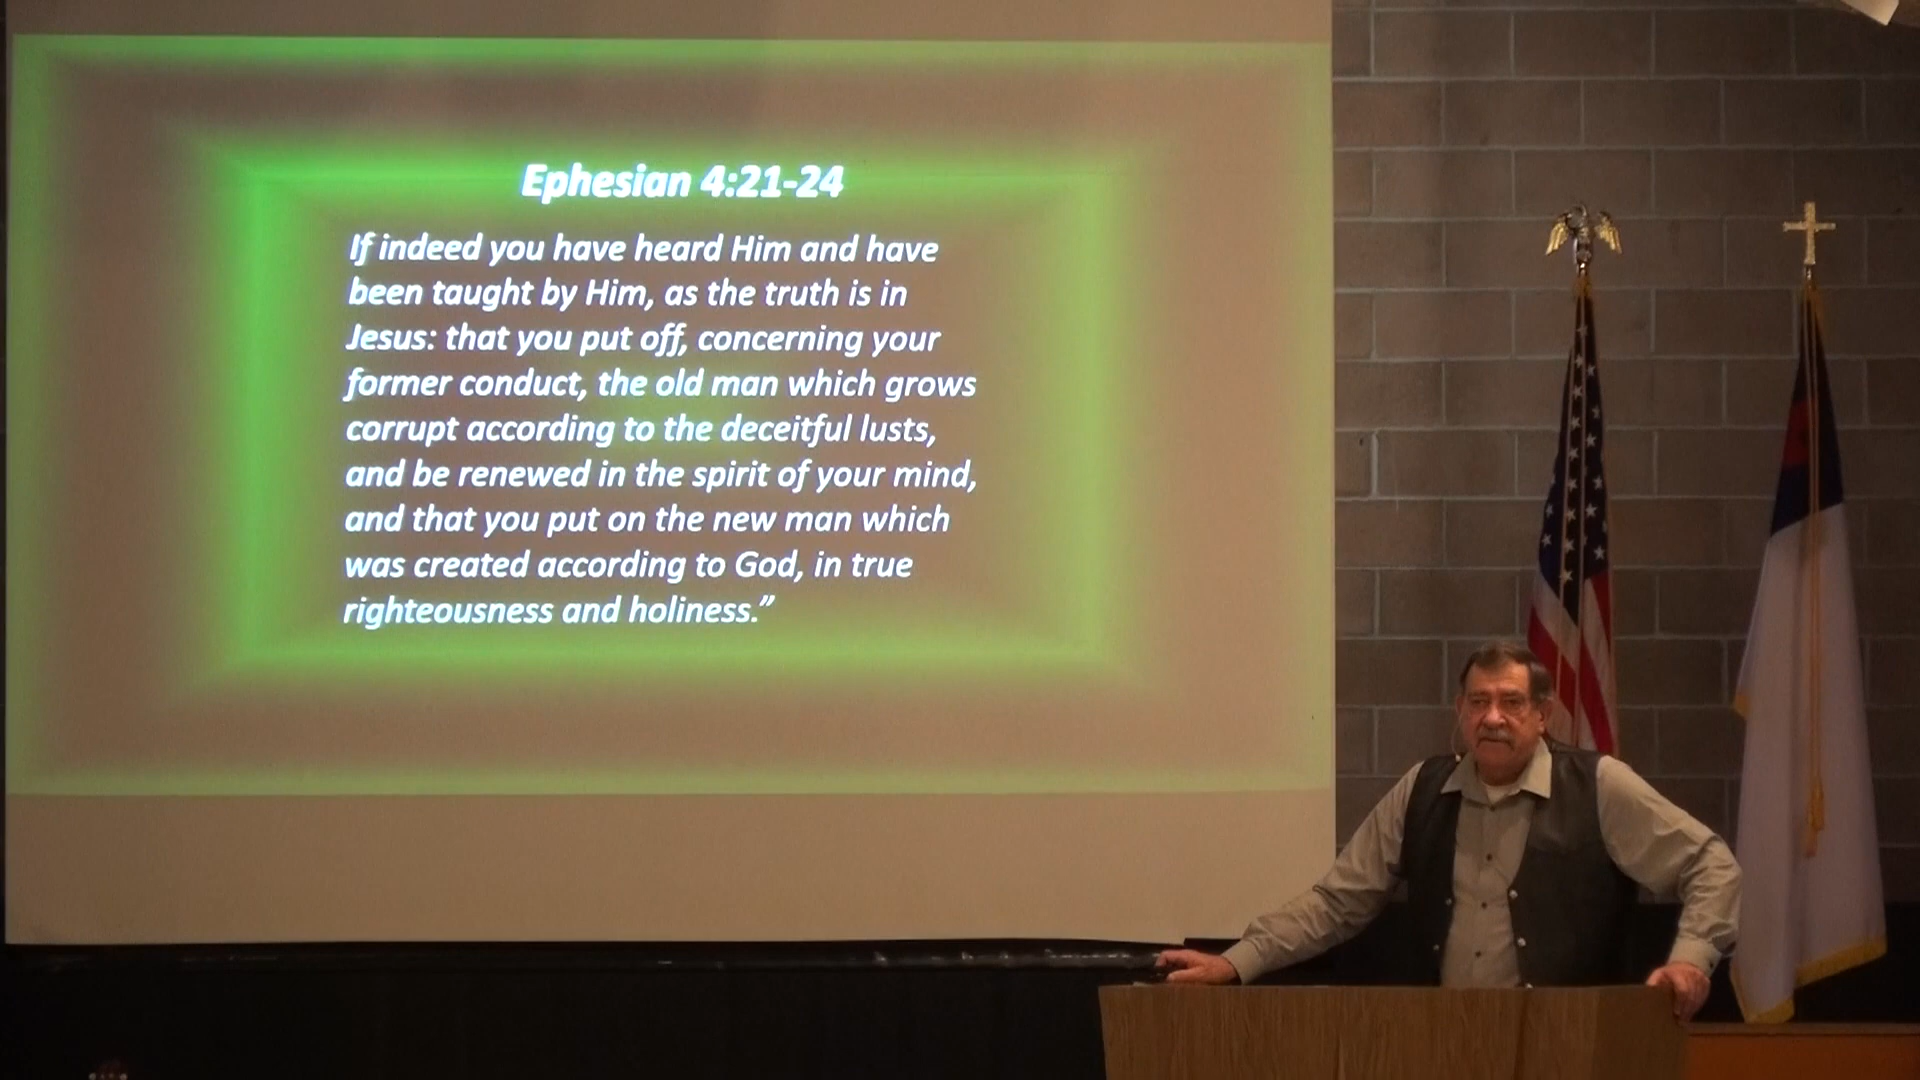 Ephesian 4:21-24
If indeed you have heard Him and have
been taught by Him, as the truth is in
Jesus: that you put off, concerning your
former conduct, the old man which grows
corrupt according to the deceitful lusts,
and be renewed in the spirit of your mind,
and that you put on the new man which
was created according to God, in true
righteousness and holiness.”